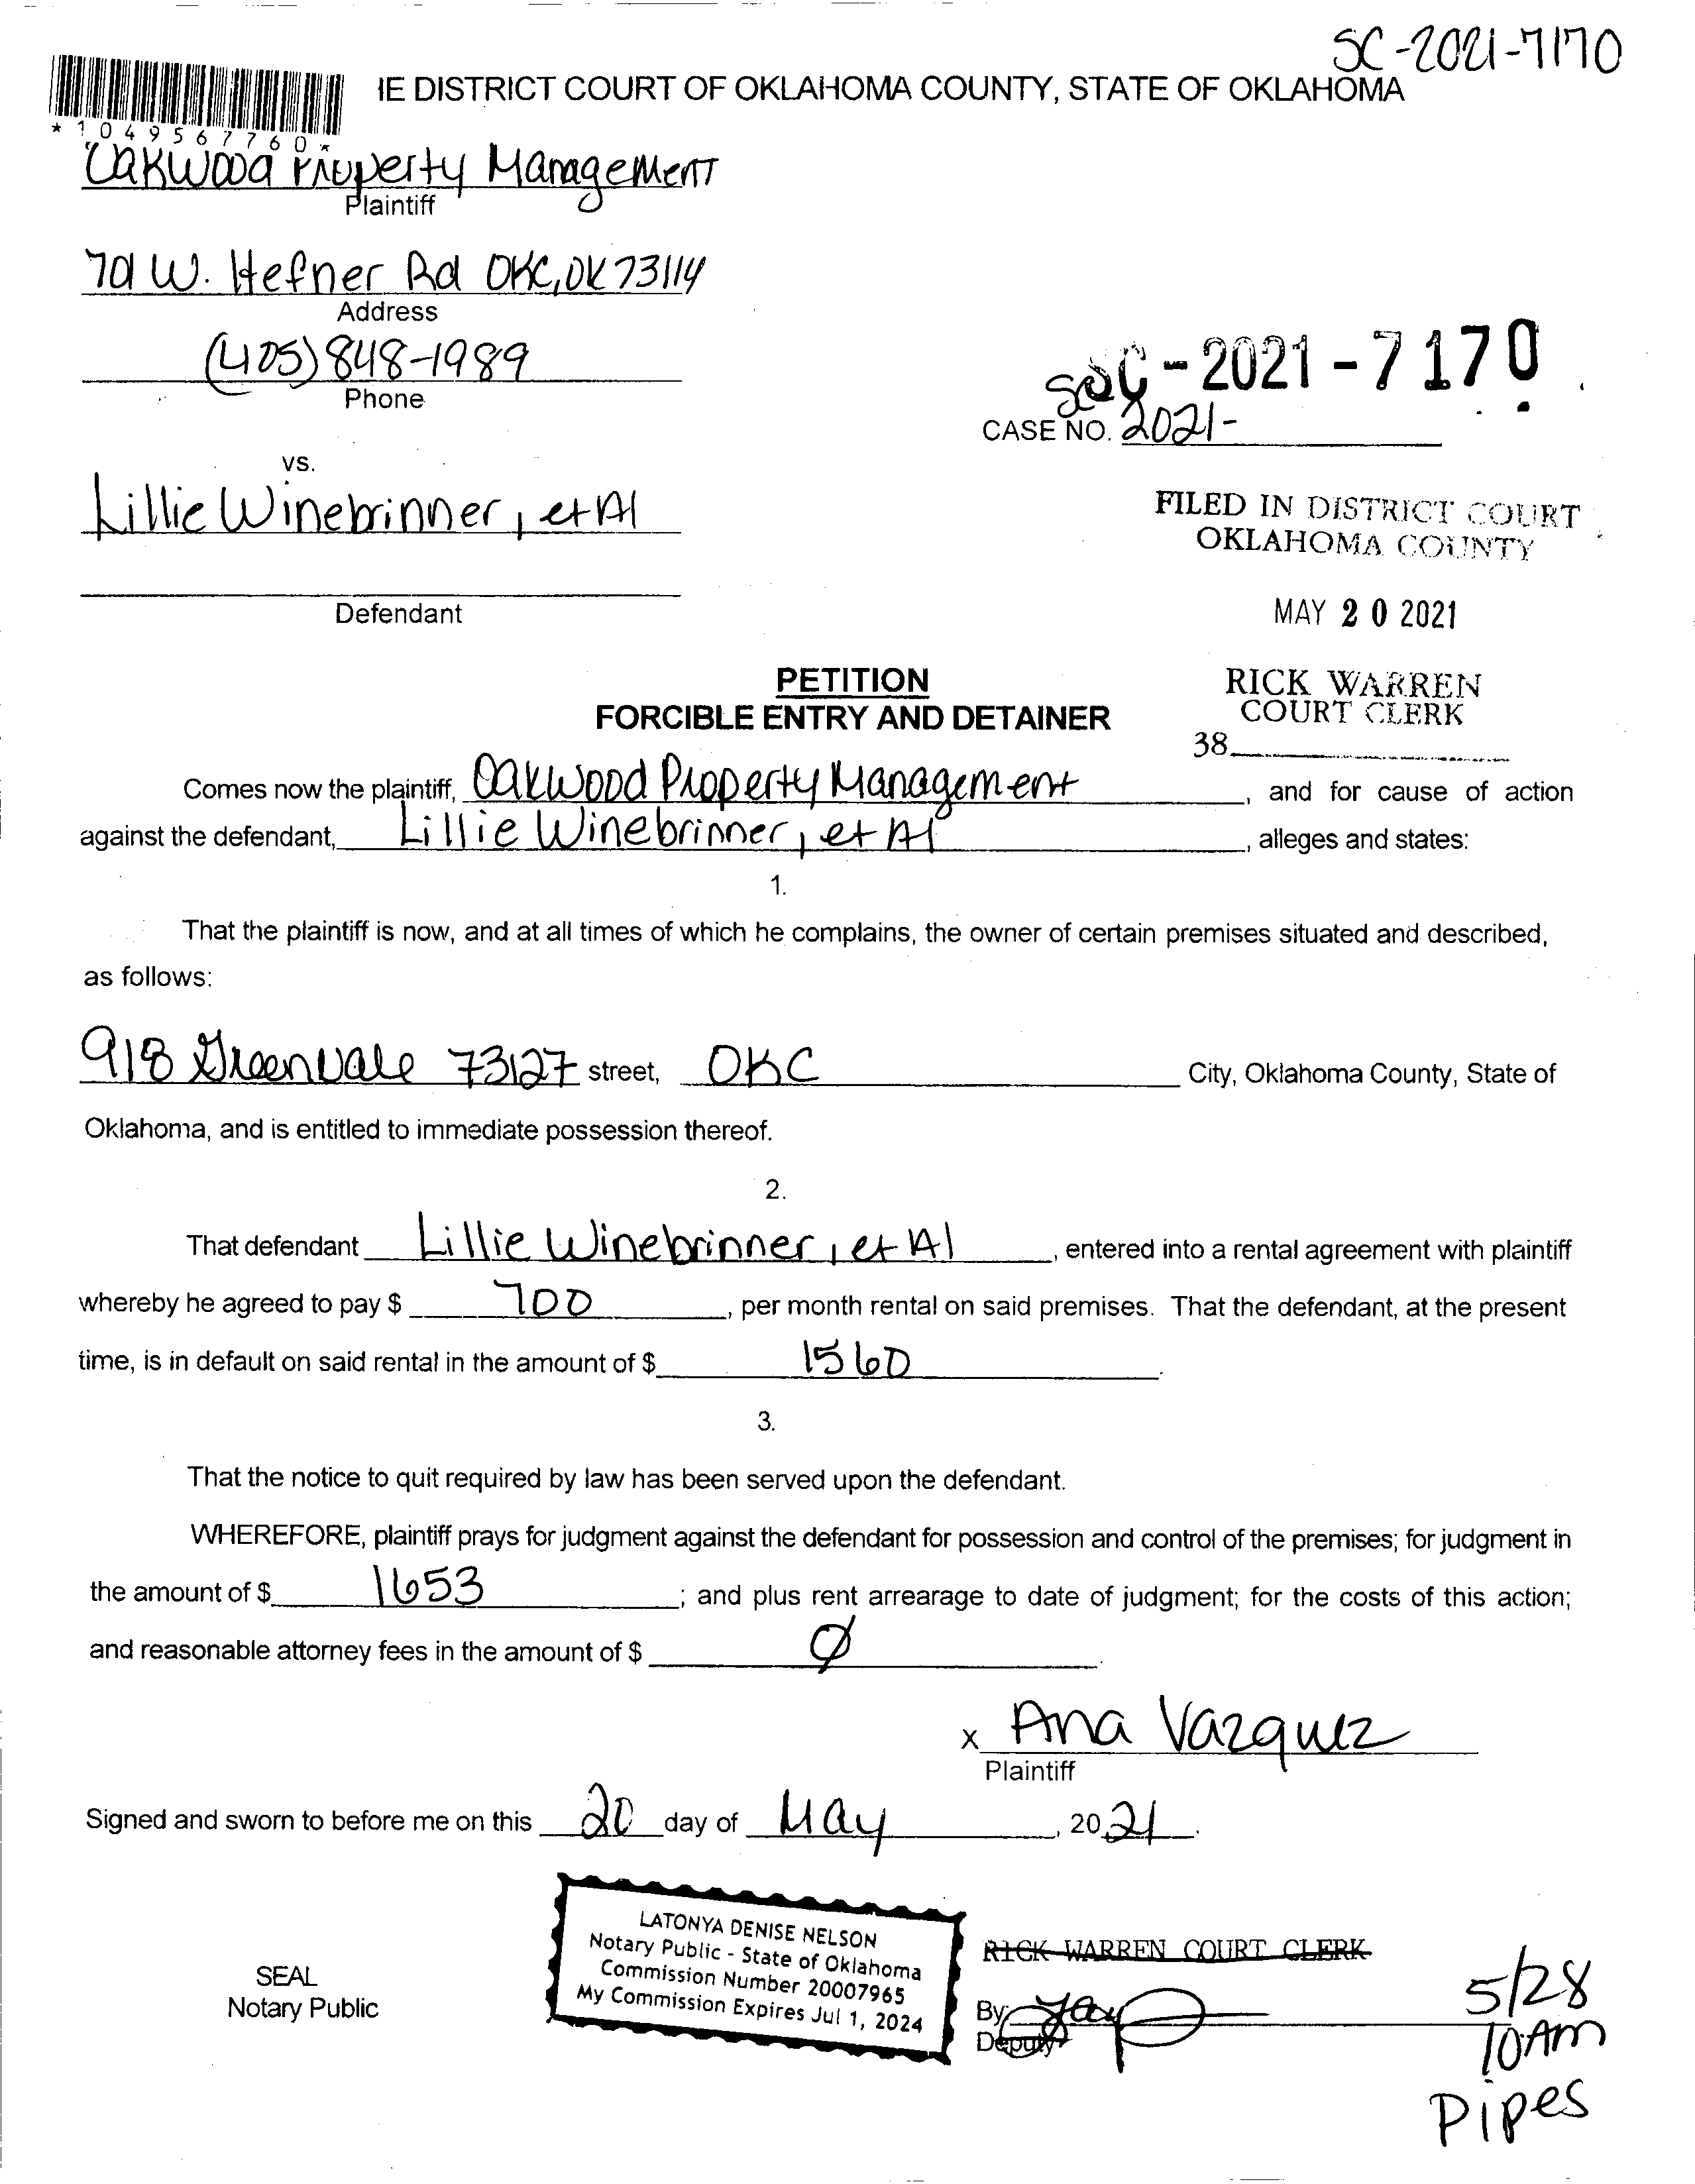 SC-2021-7170
IE DISTRICT COURT OF OKLAHOMA COUNTY, STATE OF OKLAHOMA
* 1 0 4 9 5 6 7 7 6 0 *
Oakwood Property Management
Plaintiff
701 W. Hefner Rd OKC, OK 73114
Address
(405) 848-1989
Phone
SC-2021-7170
CASE NO. 2021-
vs.
Lillie Winebrinner, et Al
FILED IN DISTRICT COURT
OKLAHOMA COUNTY
Defendant
MAY 20 2021
PETITION
FORCIBLE ENTRY AND DETAINER
RICK WARREN
COURT CLERK
38
Comes now the plaintiff, Oakwood Property Management, and for cause of action
against the defendant, Lillie Winebrinner, et Al, alleges and states:
1.
That the plaintiff is now, and at all times of which he complains, the owner of certain premises situated and described,
as follows:
918 Greenvale 73127 street, OKC City, Oklahoma County, State of
Oklahoma, and is entitled to immediate possession thereof.
2.
That defendant Lillie Winebrinner, et Al, entered into a rental agreement with plaintiff
whereby he agreed to pay $ 700, per month rental on said premises. That the defendant, at the present
time, is in default on said rental in the amount of $ 1560.
3.
That the notice to quit required by law has been served upon the defendant.
WHEREFORE, plaintiff prays for judgment against the defendant for possession and control of the premises; for judgment in
the amount of $ 1653; and plus rent arrearage to date of judgment; for the costs of this action;
and reasonable attorney fees in the amount of $ Ø.
x Ana Vazquez
Plaintiff
Signed and sworn to before me on this 20 day of May, 2021.
LATONYA DENISE NELSON
Notary Public - State of Oklahoma
Commission Number 20007965
My Commission Expires Jul 1, 2024
SEAL
Notary Public
RICK WARREN COURT CLERK
By
Deputy
5/28
10AM
Pipes